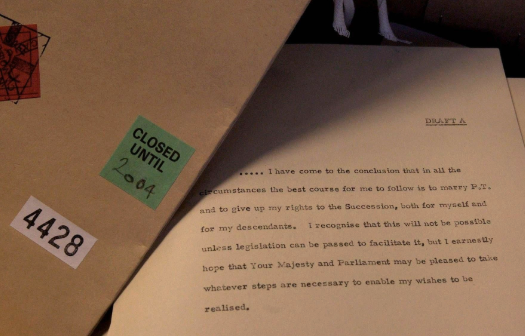 CLOSED
UNTIL
2004
4428
DRAFT A
..... I have come to the conclusion that in all the
circumstances the best course for me to follow is to marry P.T.
and to give up my rights to the Succession, both for myself and
for my descendants. I recognise that this will not be possible
unless legislation can be passed to facilitate it, but I earnestly
hope that Your Majesty and Parliament may be pleased to take
whatever steps are necessary to enable my wishes to be
realised.